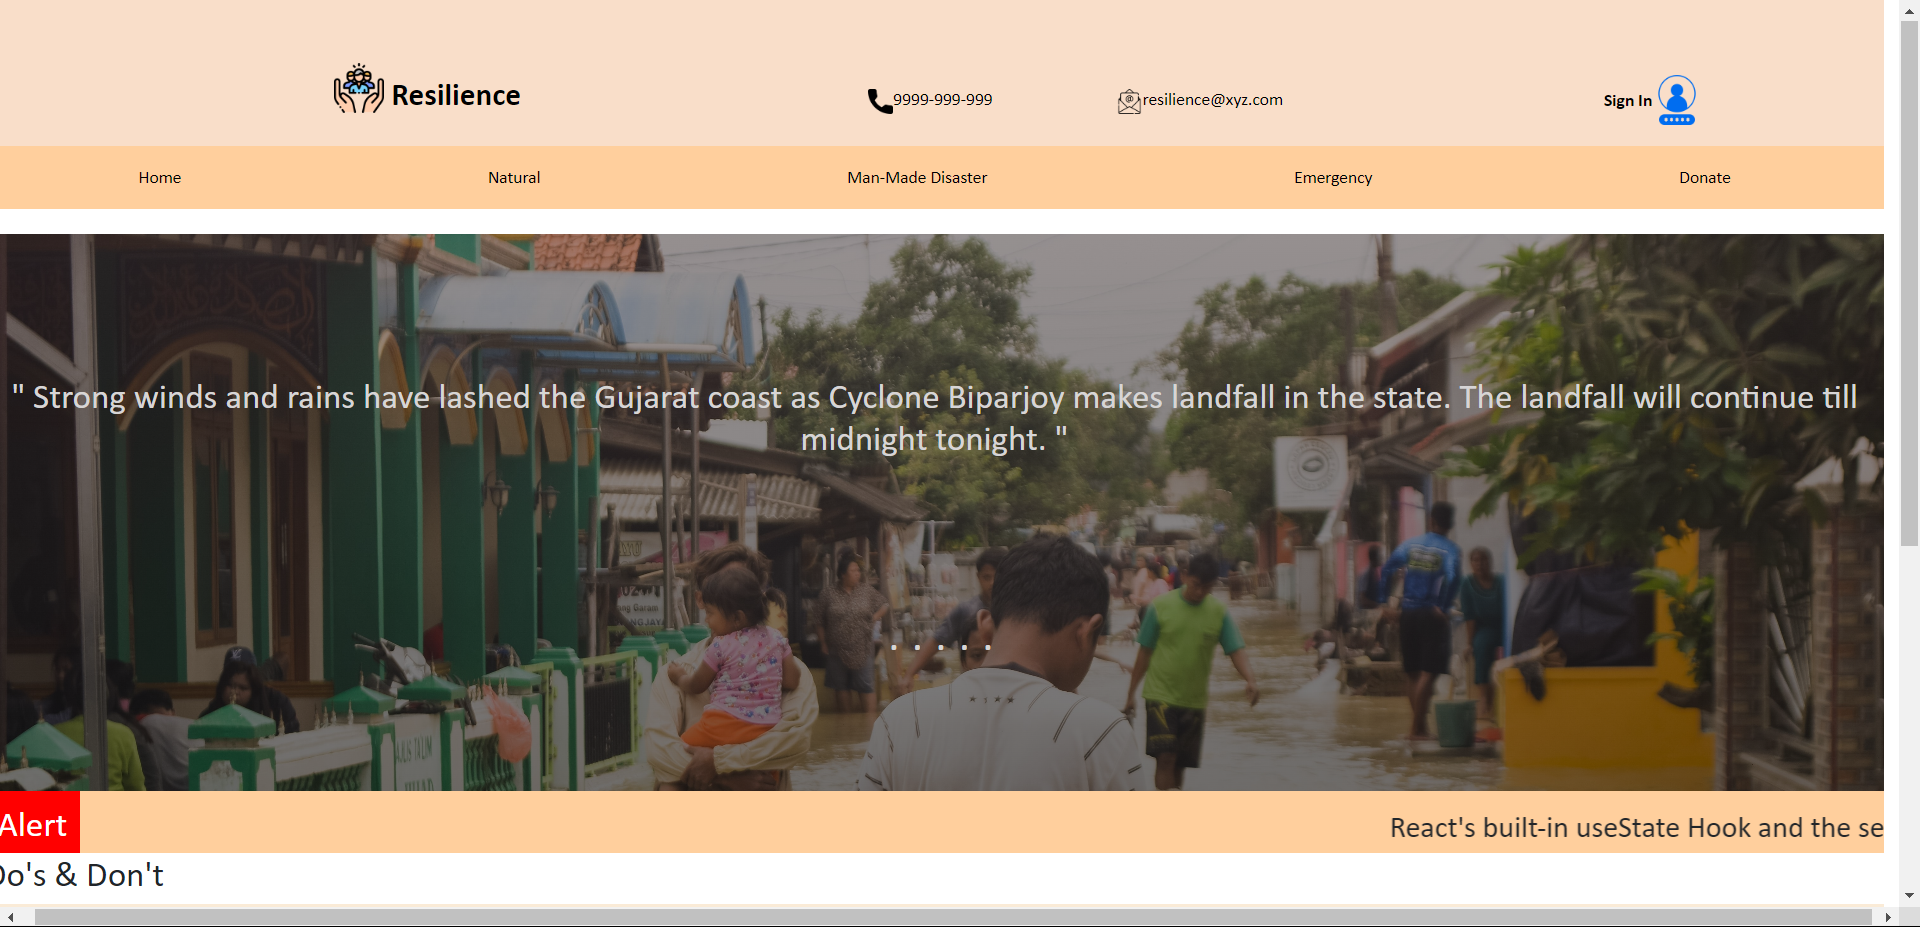 Resilience
9999-999-999
resilience@xyz.com
Sign In
Home
Natural
Man-Made Disaster
Emergency
Donate
" Strong winds and rains have lashed the Gujarat coast as Cyclone Biparjoy makes landfall in the state. The landfall will continue till
midnight tonight. "
Alert
React's built-in useState Hook and the se
Do's & Don't